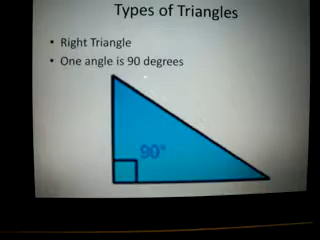 Types of Triangles
• Right Triangle
• One angle is 90 degrees
90°